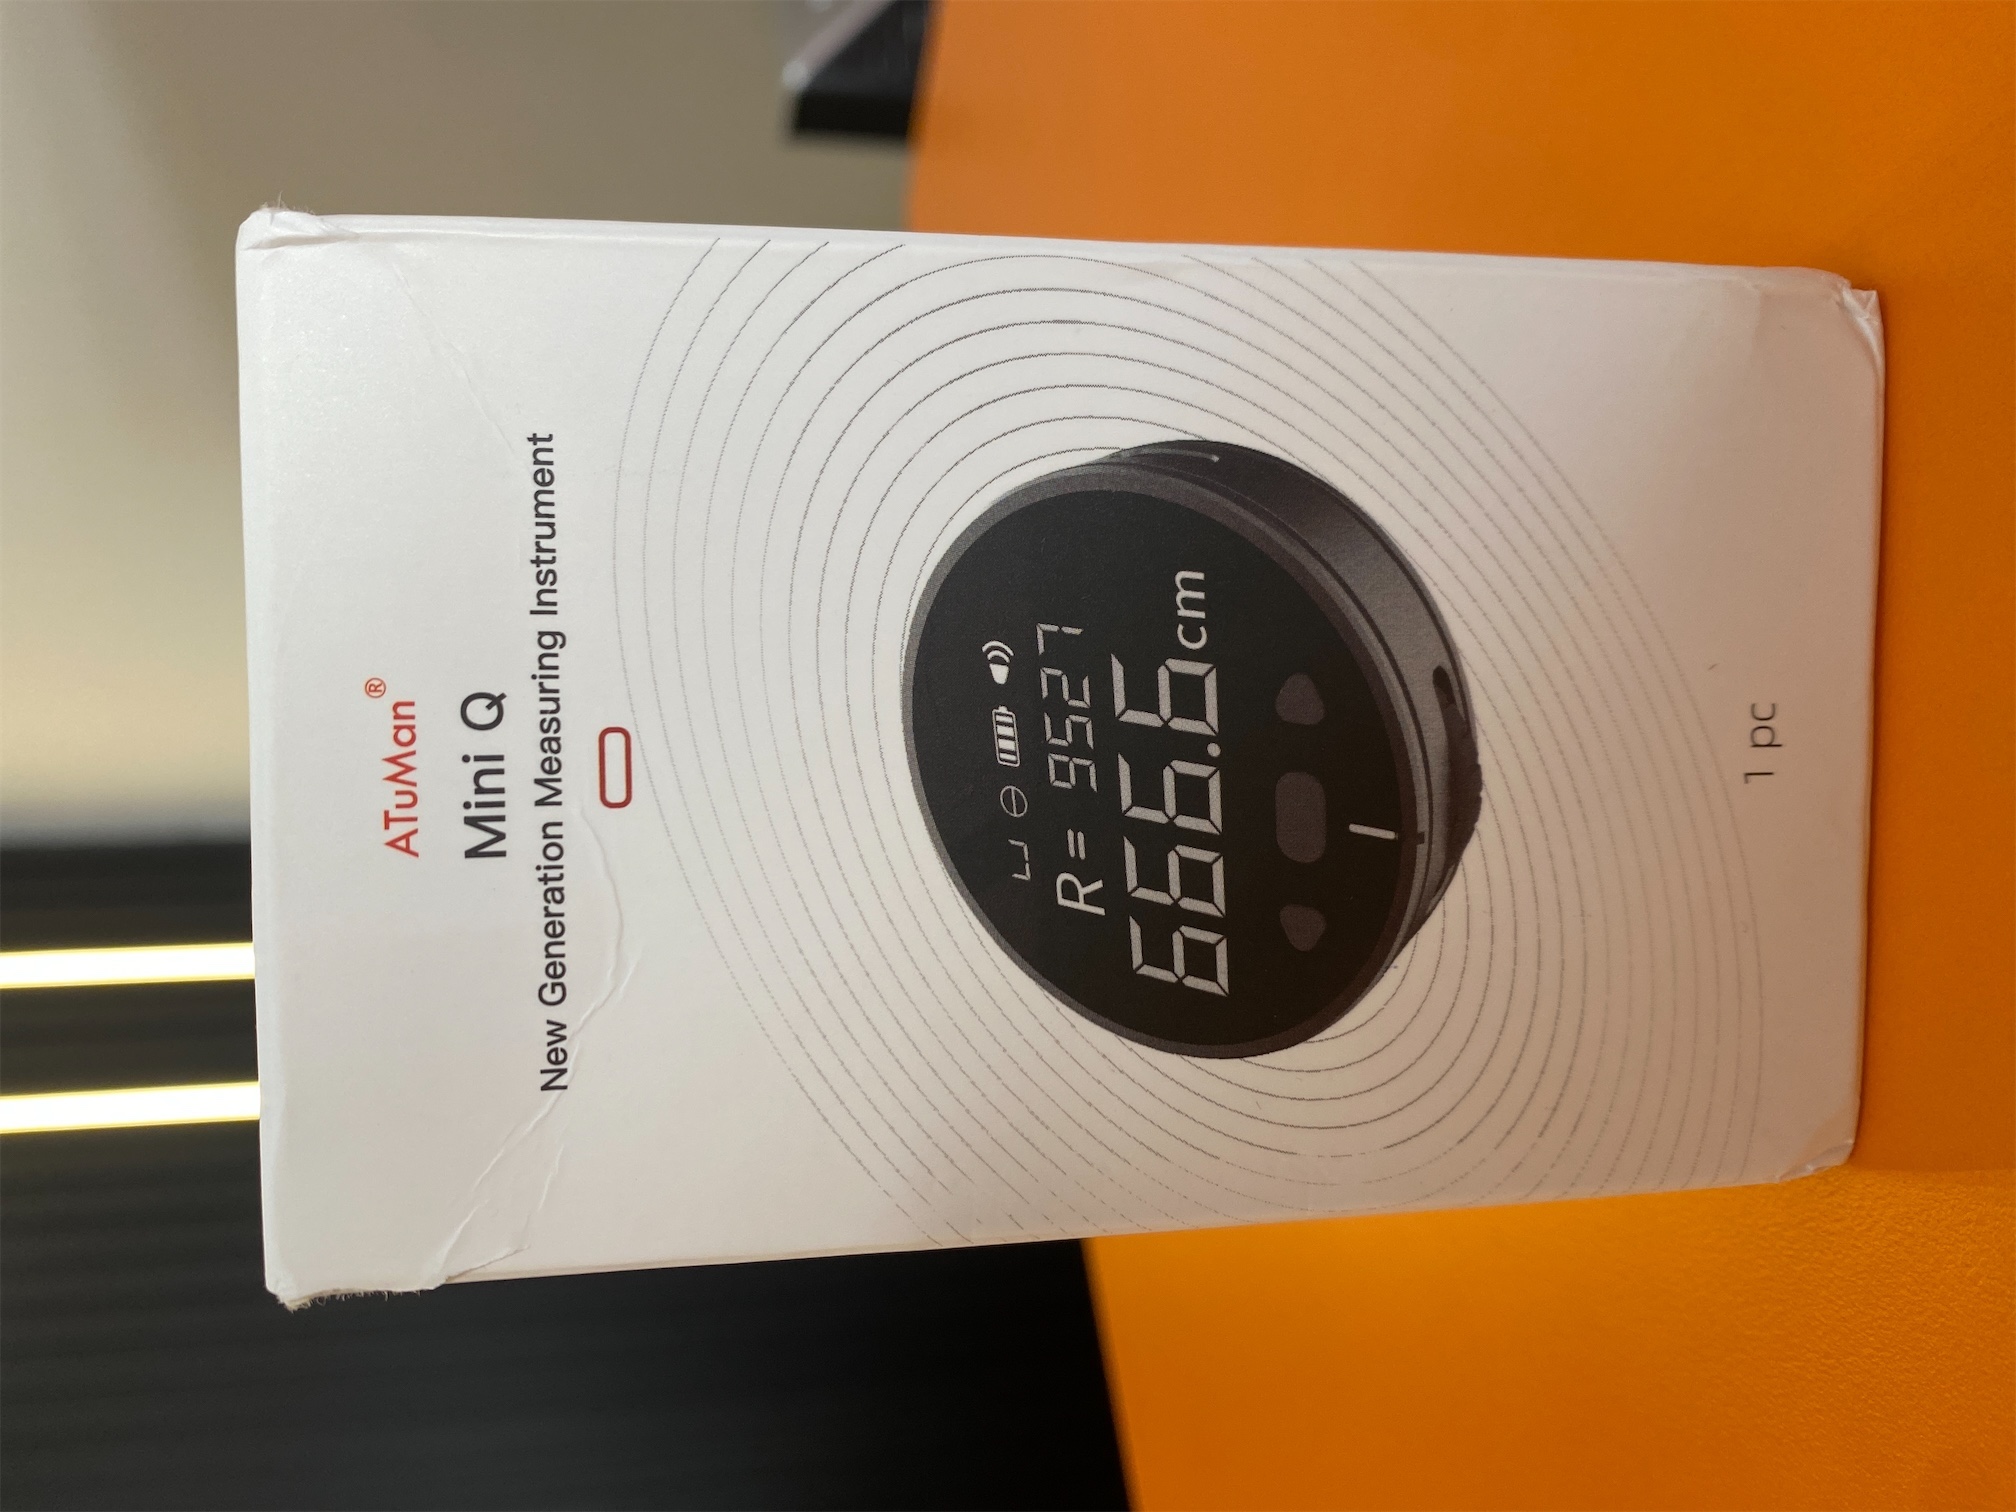 ATuMan®
Mini Q
New Generation Measuring Instrument
R = 9527
666.6cm
1 pc